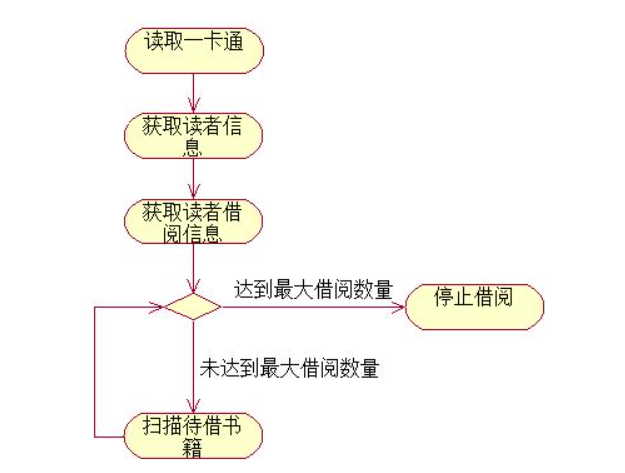 读取一卡通
获取读者信
息
获取读者借
阅信息
达到最大借阅数量
停止借阅
未达到最大借阅数量
扫描待借书
籍